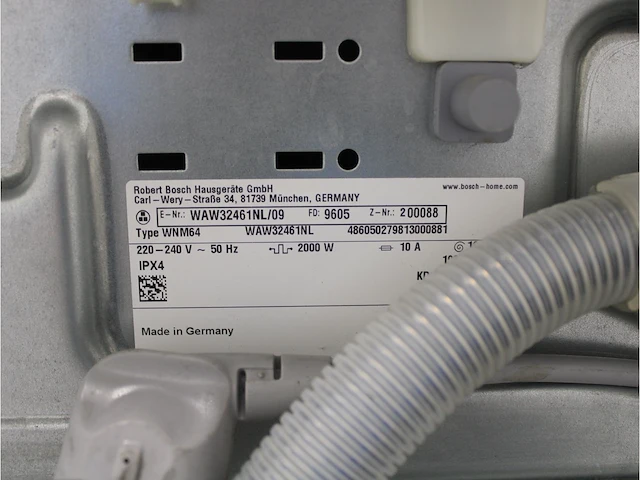 Robert Bosch Hausgeräte GmbH
Carl-Wery-Straße 34, 81739 München, GERMANY
www.bosch-home.com
E-Nr.: WAW32461NL/09 FD: 9605 Z-Nr.: 200088
Type WNM64 WAW32461NL 486050279813000881
220-240 V ~ 50 Hz 2000 W 10 A
IPX4
Made in Germany